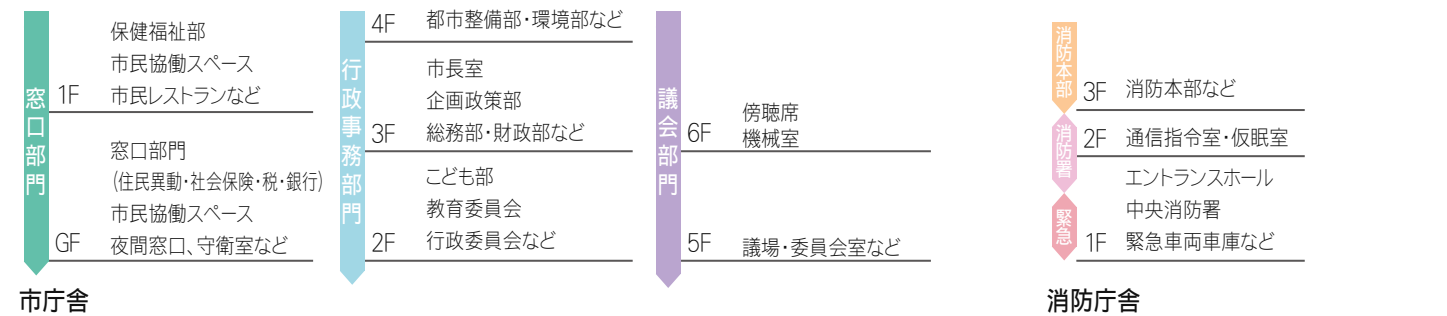 窓口部門
1F
保健福祉部
市民協働スペース
市民レストランなど
GF
窓口部門
(住民異動・社会保険・税・銀行)
市民協働スペース
夜間窓口、守衛室など
行政事務部門
4F
都市整備部・環境部など
3F
市長室
企画政策部
総務部・財政部など
2F
こども部
教育委員会
行政委員会など
議会部門
6F
傍聴席
機械室
5F
議場・委員会室など
市庁舎
消防本部
3F
消防本部など
消防署
2F
通信指令室・仮眠室
緊急
1F
エントランスホール
中央消防署
緊急車両車庫など
消防庁舎